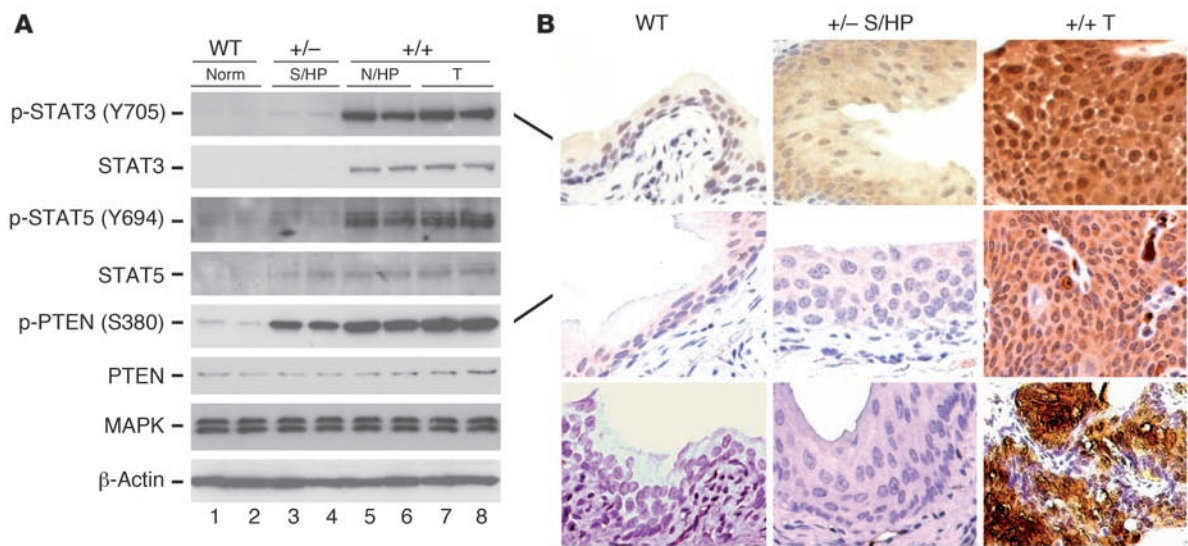 A
WT +/– +/+
Norm S/HP N/HP T
p-STAT3 (Y705)
STAT3
p-STAT5 (Y694)
STAT5
p-PTEN (S380)
PTEN
MAPK
β-Actin
1 2 3 4 5 6 7 8
B
WT +/– S/HP +/+ T